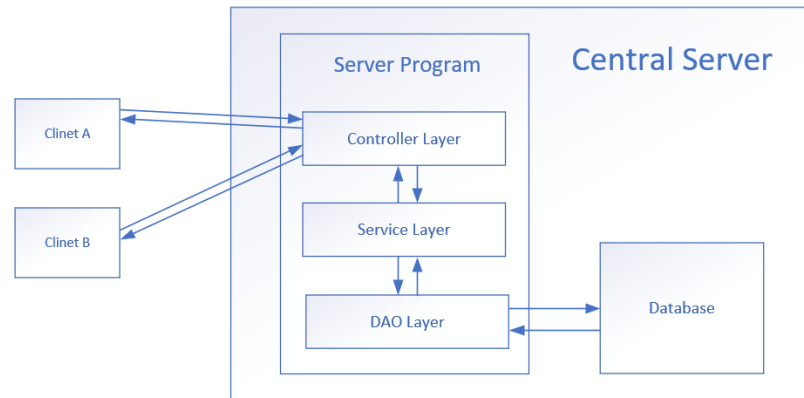 Central Server
Server Program
Clinet A
Controller Layer
Clinet B
Service Layer
DAO Layer
Database